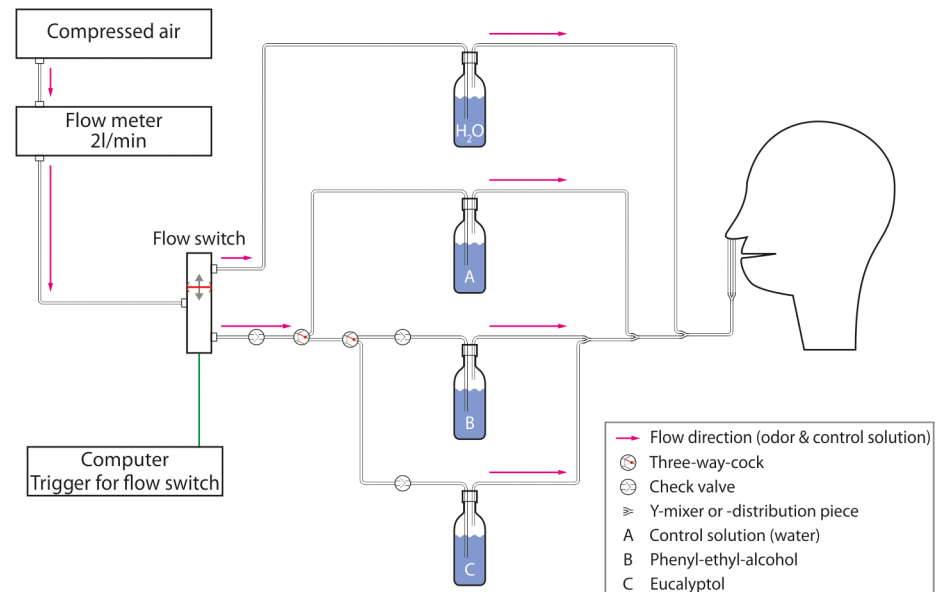 Compressed air
Flow meter
2l/min
Flow switch
H₂O
A
B
C
Computer
Trigger for flow switch
Flow direction (odor & control solution)
Three-way-cock
Check valve
Y-mixer or -distribution piece
A Control solution (water)
B Phenyl-ethyl-alcohol
C Eucalyptol